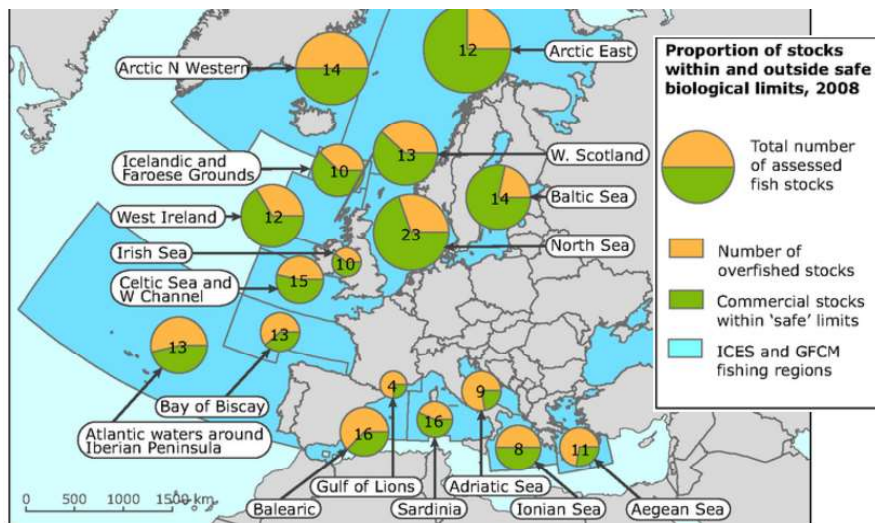 12
Arctic East
Arctic N Western
14
Icelandic and
Faroese Grounds
10
13
W. Scotland
West Ireland
12
14
Baltic Sea
Irish Sea
10
23
North Sea
Celtic Sea and
W Channel
15
13
13
Bay of Biscay
Atlantic waters around
Iberian Peninsula
4
9
16
16
8
11
Gulf of Lions
Adriatic Sea
Balearic
Sardinia
Ionian Sea
Aegean Sea
0 500 1000 1500 km
Proportion of stocks
within and outside safe
biological limits, 2008
Total number
of assessed
fish stocks
Number of
overfished stocks
Commercial stocks
within ‘safe’ limits
ICES and GFCM
fishing regions